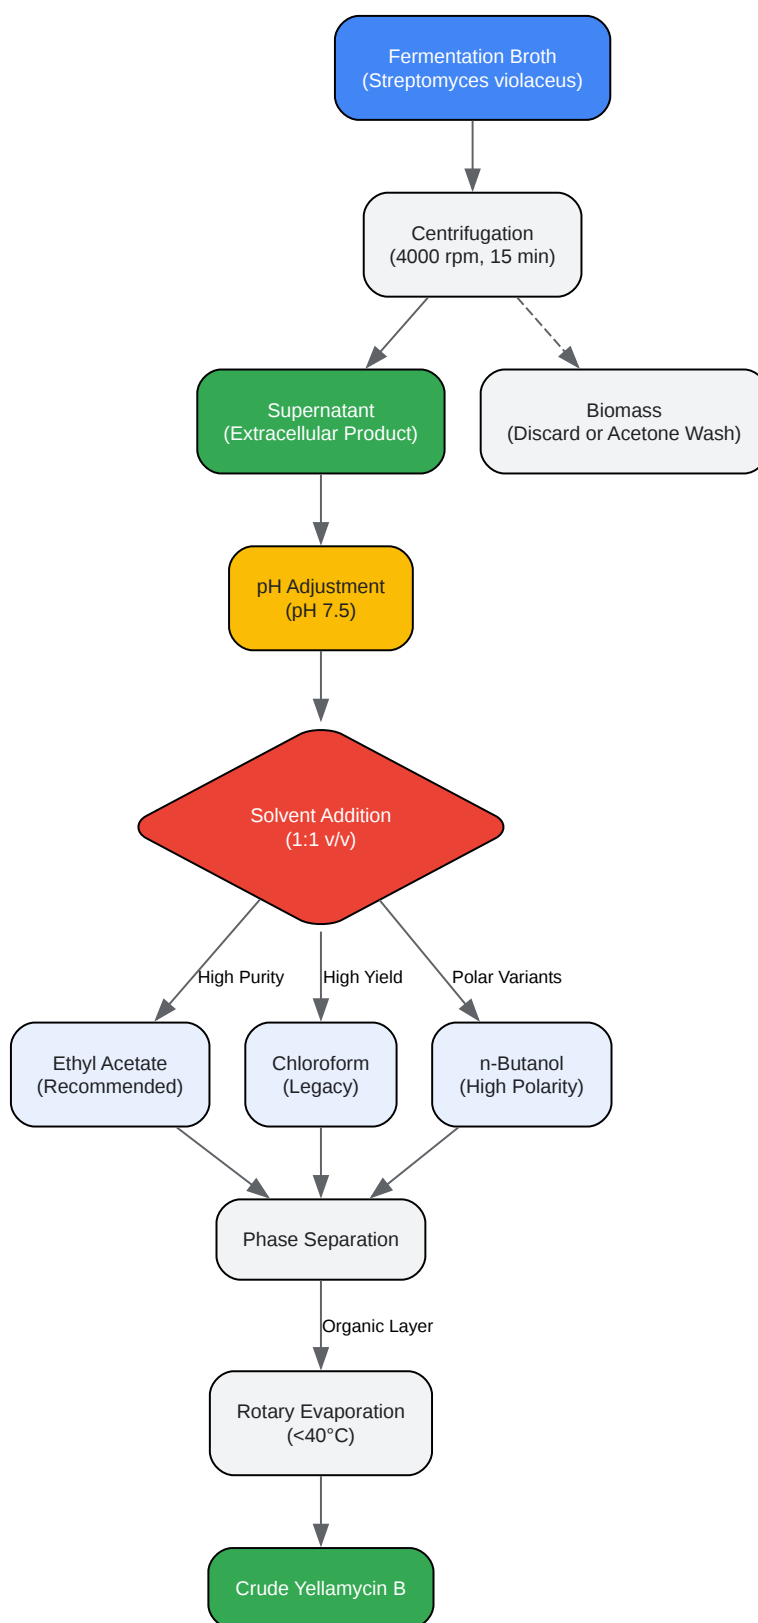 Fermentation Broth
(Streptomyces violaceus)
Centrifugation
(4000 rpm, 15 min)
Supernatant
(Extracellular Product)
Biomass
(Discard or Acetone Wash)
pH Adjustment
(pH 7.5)
Solvent Addition
(1:1 v/v)
High Purity
High Yield
Polar Variants
Ethyl Acetate
(Recommended)
Chloroform
(Legacy)
n-Butanol
(High Polarity)
Phase Separation
Organic Layer
Rotary Evaporation
(<40°C)
Crude Yellamycin B